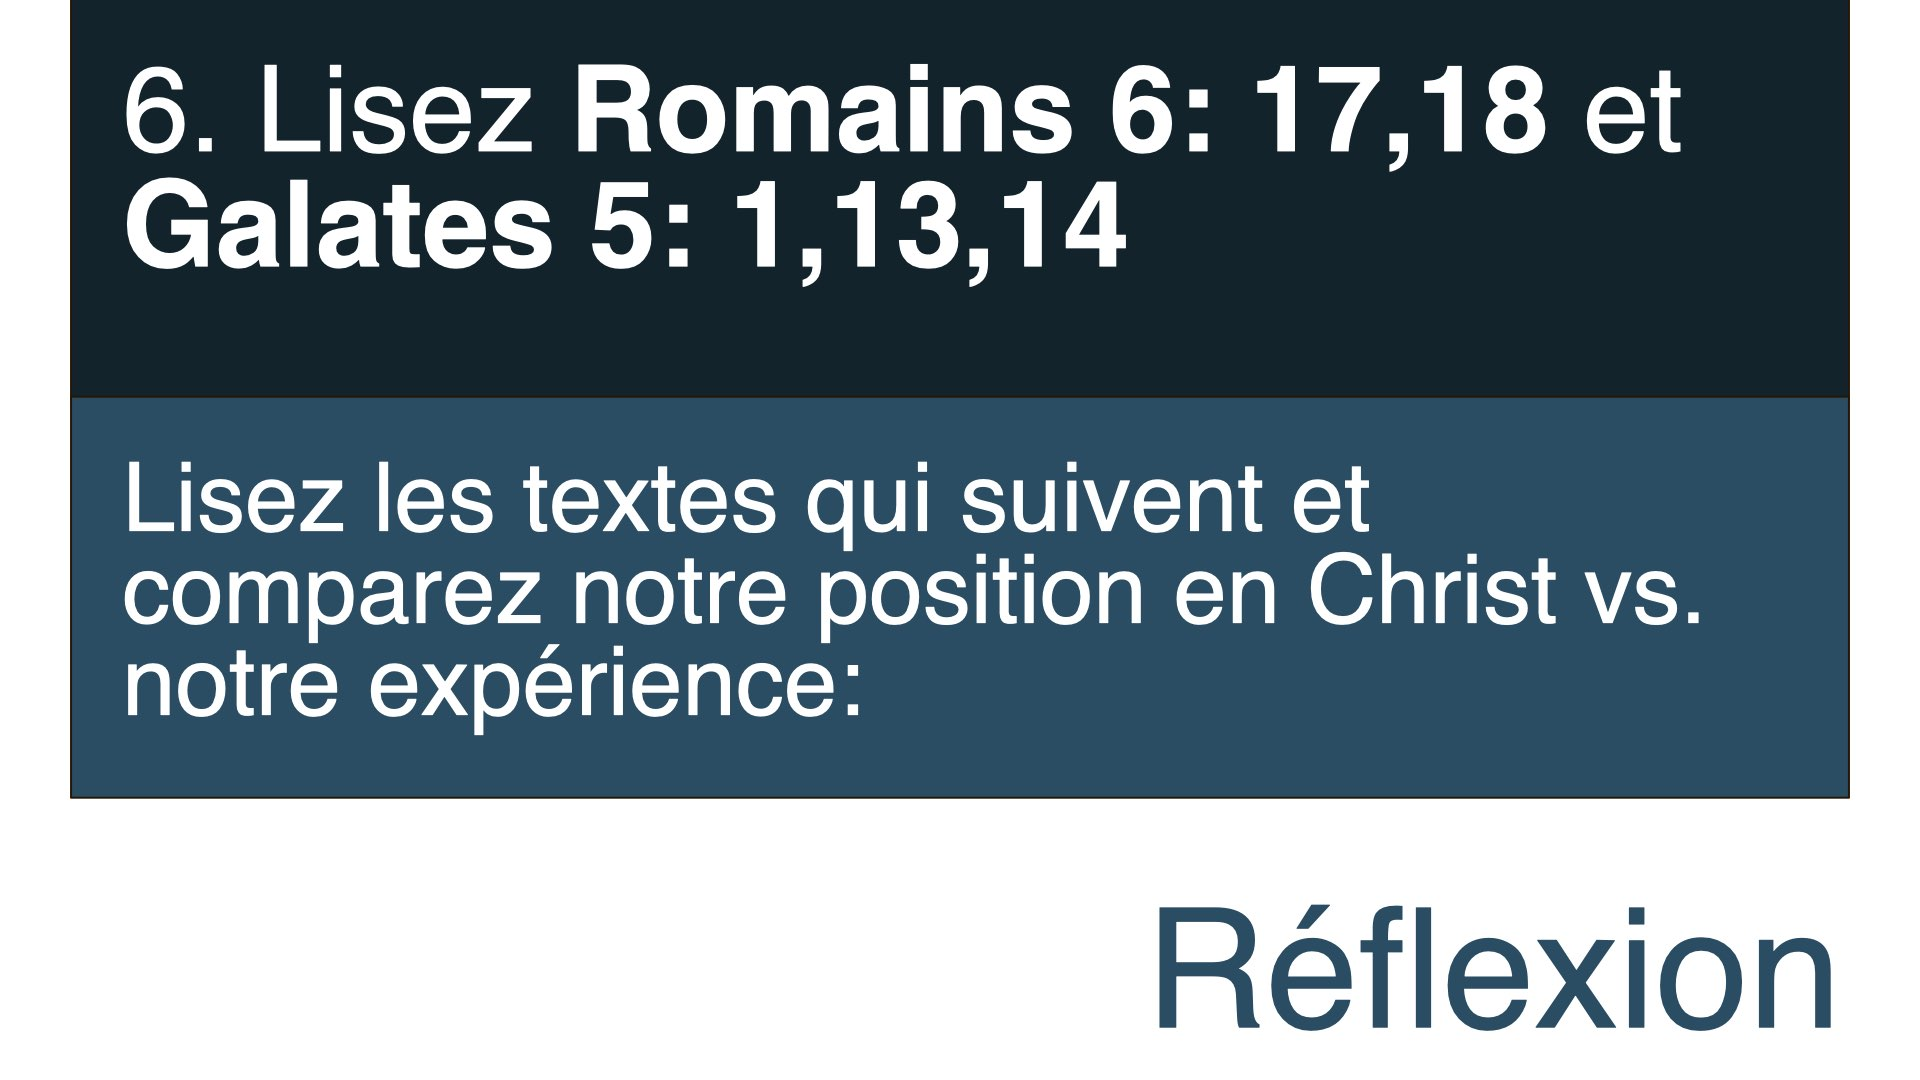 6. Lisez Romains 6: 17,18 et
Galates 5: 1,13,14
Lisez les textes qui suivent et
comparez notre position en Christ vs.
notre expérience:
Réflexion